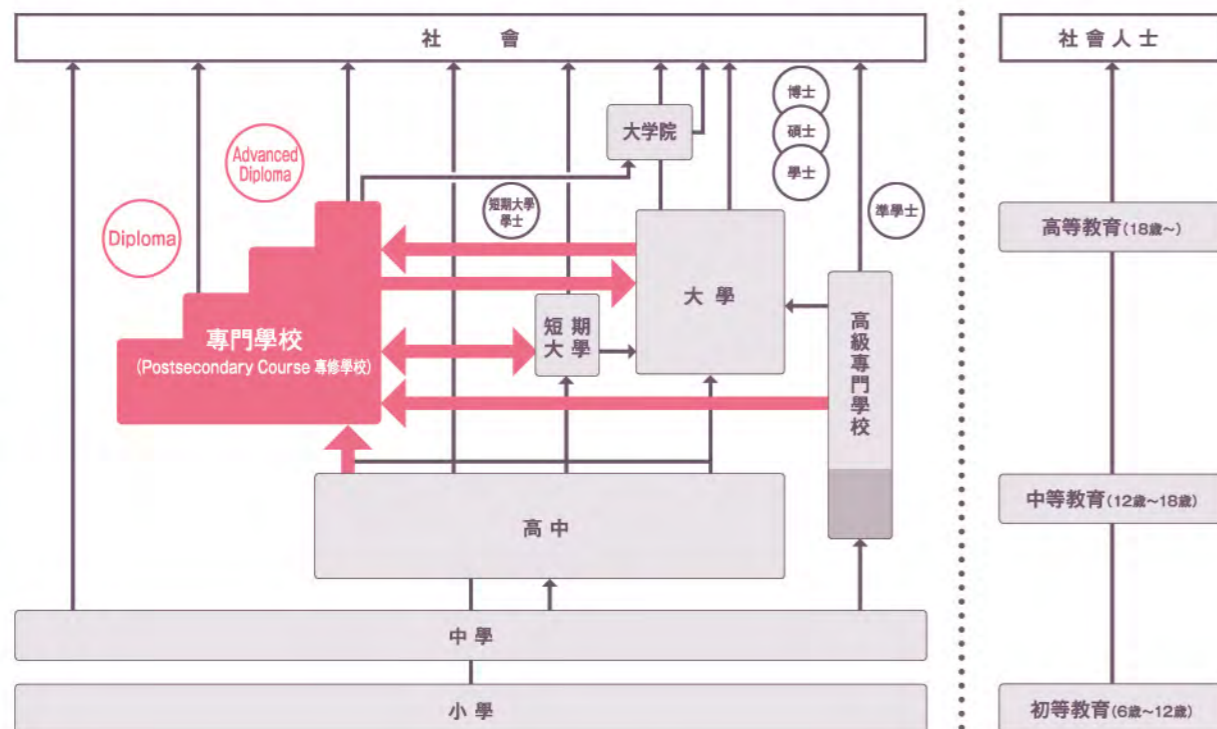 社 會
社 會 人 士
博士
碩士
學士
大学院
Advanced
Diploma
短期大學
學士
準學士
Diploma
高等教育(18歲～)
大 學
短 期
大 學
高級專門學校
專門學校
(Postsecondary Course 專修學校)
高 中
中等教育(12歲～18歲)
中 學
小 學
初等教育(6歲～12歲)